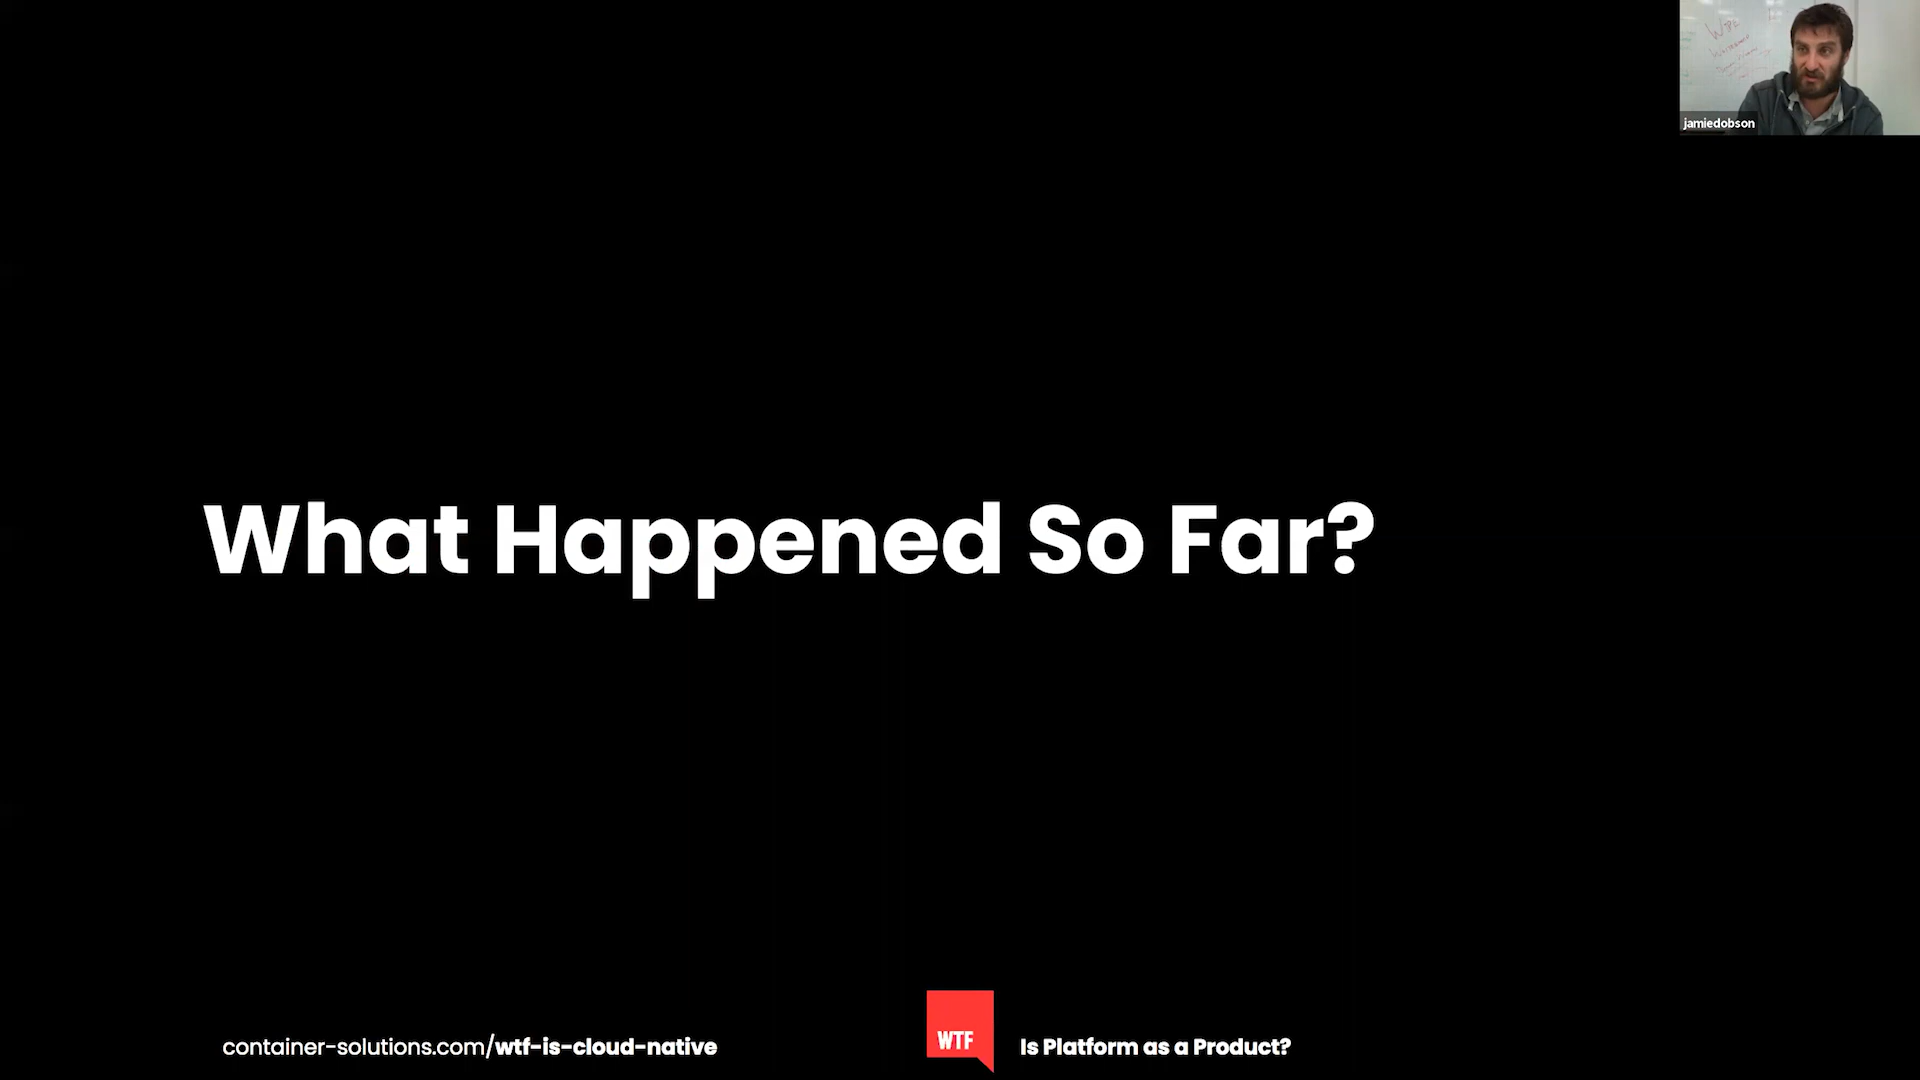 jamiedobson
What Happened So Far?
container-solutions.com/wtf-is-cloud-native
WTF
Is Platform as a Product?